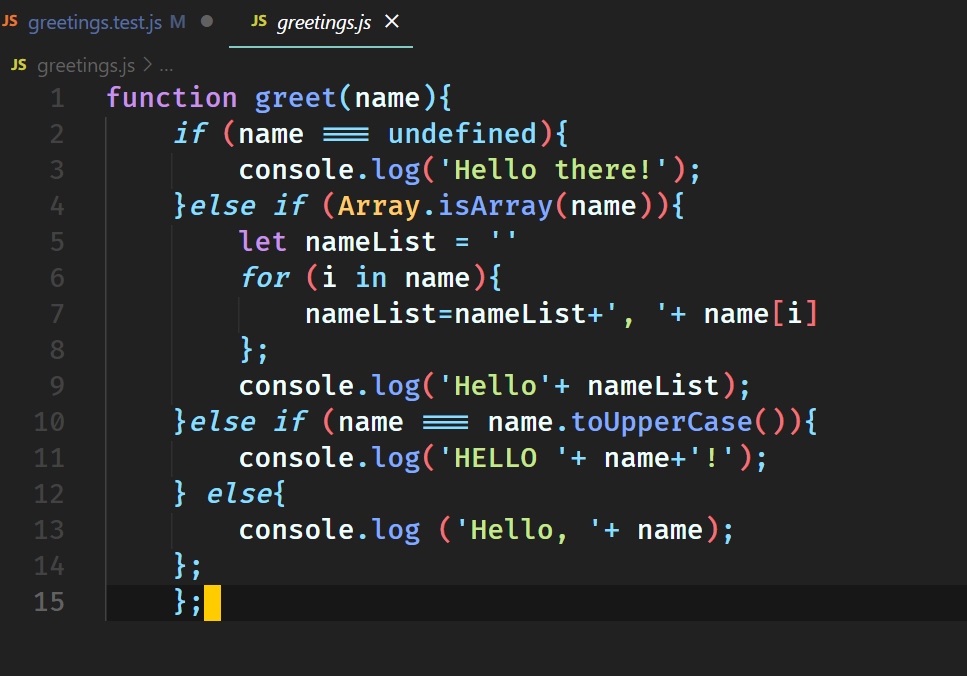 JS greetings.test.js M ● JS greetings.js ×
JS greetings.js > ...
1 function greet(name){
2     if (name === undefined){
3         console.log('Hello there!');
4     }else if (Array.isArray(name)){
5         let nameList = ''
6         for (i in name){
7             nameList=nameList+', '+ name[i]
8         };
9         console.log('Hello'+ nameList);
10     }else if (name === name.toUpperCase()){
11         console.log('HELLO '+ name+'!');
12     } else{
13         console.log ('Hello, '+ name);
14     };
15     };